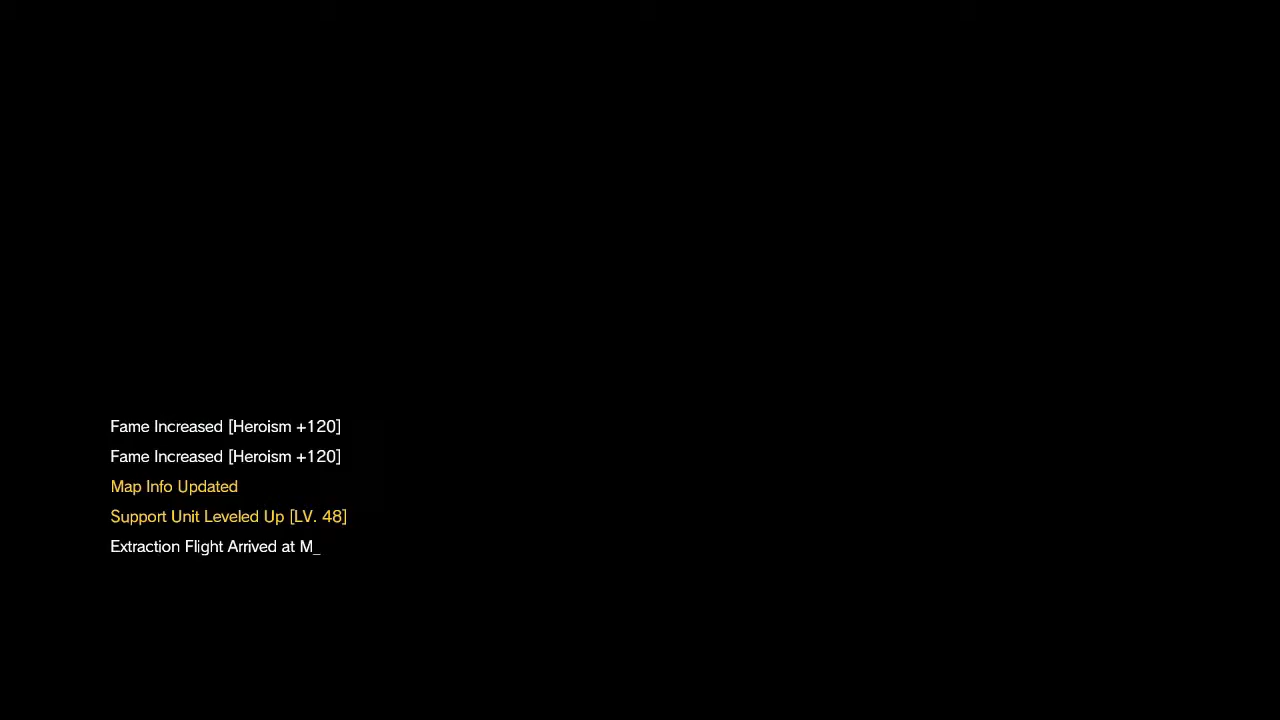 Fame Increased [Heroism +120]
Fame Increased [Heroism +120]
Map Info Updated
Support Unit Leveled Up [LV. 48]
Extraction Flight Arrived at M_